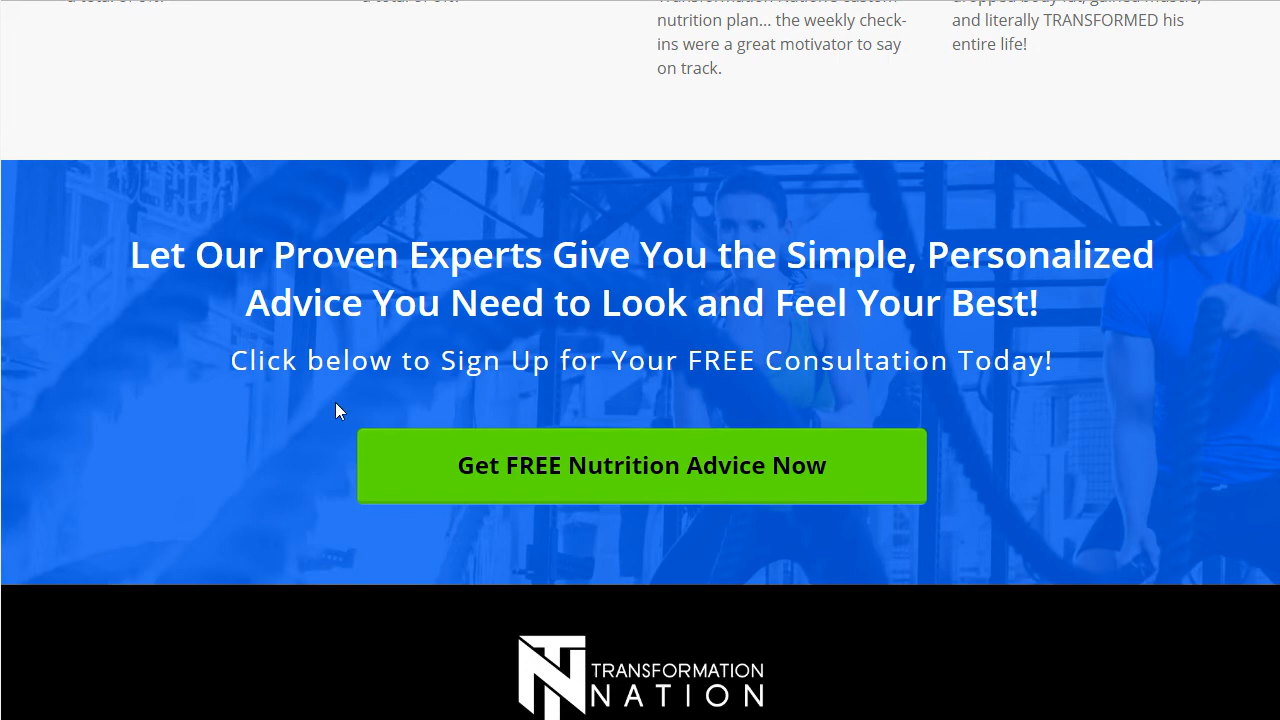 nutrition plan... the weekly check-
ins were a great motivator to say
on track.
and literally TRANSFORMED his
entire life!
Let Our Proven Experts Give You the Simple, Personalized
Advice You Need to Look and Feel Your Best!
Click below to Sign Up for Your FREE Consultation Today!
Get FREE Nutrition Advice Now
TRANSFORMATION
NATION